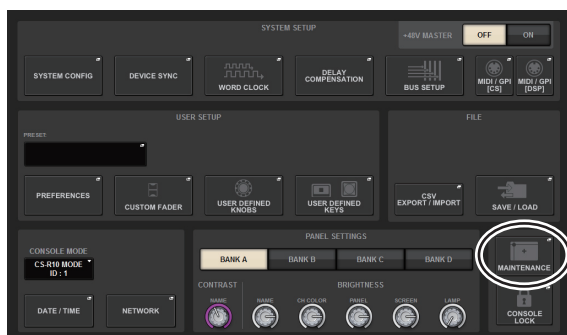 SYSTEM SETUP
+48V MASTER
OFF
ON
SYSTEM CONFIG
DEVICE SYNC
WORD CLOCK
DELAY
COMPENSATION
BUS SETUP
MIDI / GPI
[CS]
MIDI / GPI
[DSP]
USER SETUP
FILE
PRESET
PREFERENCES
CUSTOM FADER
USER DEFINED
KNOBS
USER DEFINED
KEYS
CSV
EXPORT / IMPORT
SAVE / LOAD
CONSOLE MODE
CS-R10 MODE
ID : 1
DATE / TIME
NETWORK
PANEL SETTINGS
BANK A
BANK B
BANK C
BANK D
CONTRAST
BRIGHTNESS
NAME
NAME
CH COLOR
PANEL
SCREEN
LAMP
MAINTENANCE
CONSOLE
LOCK